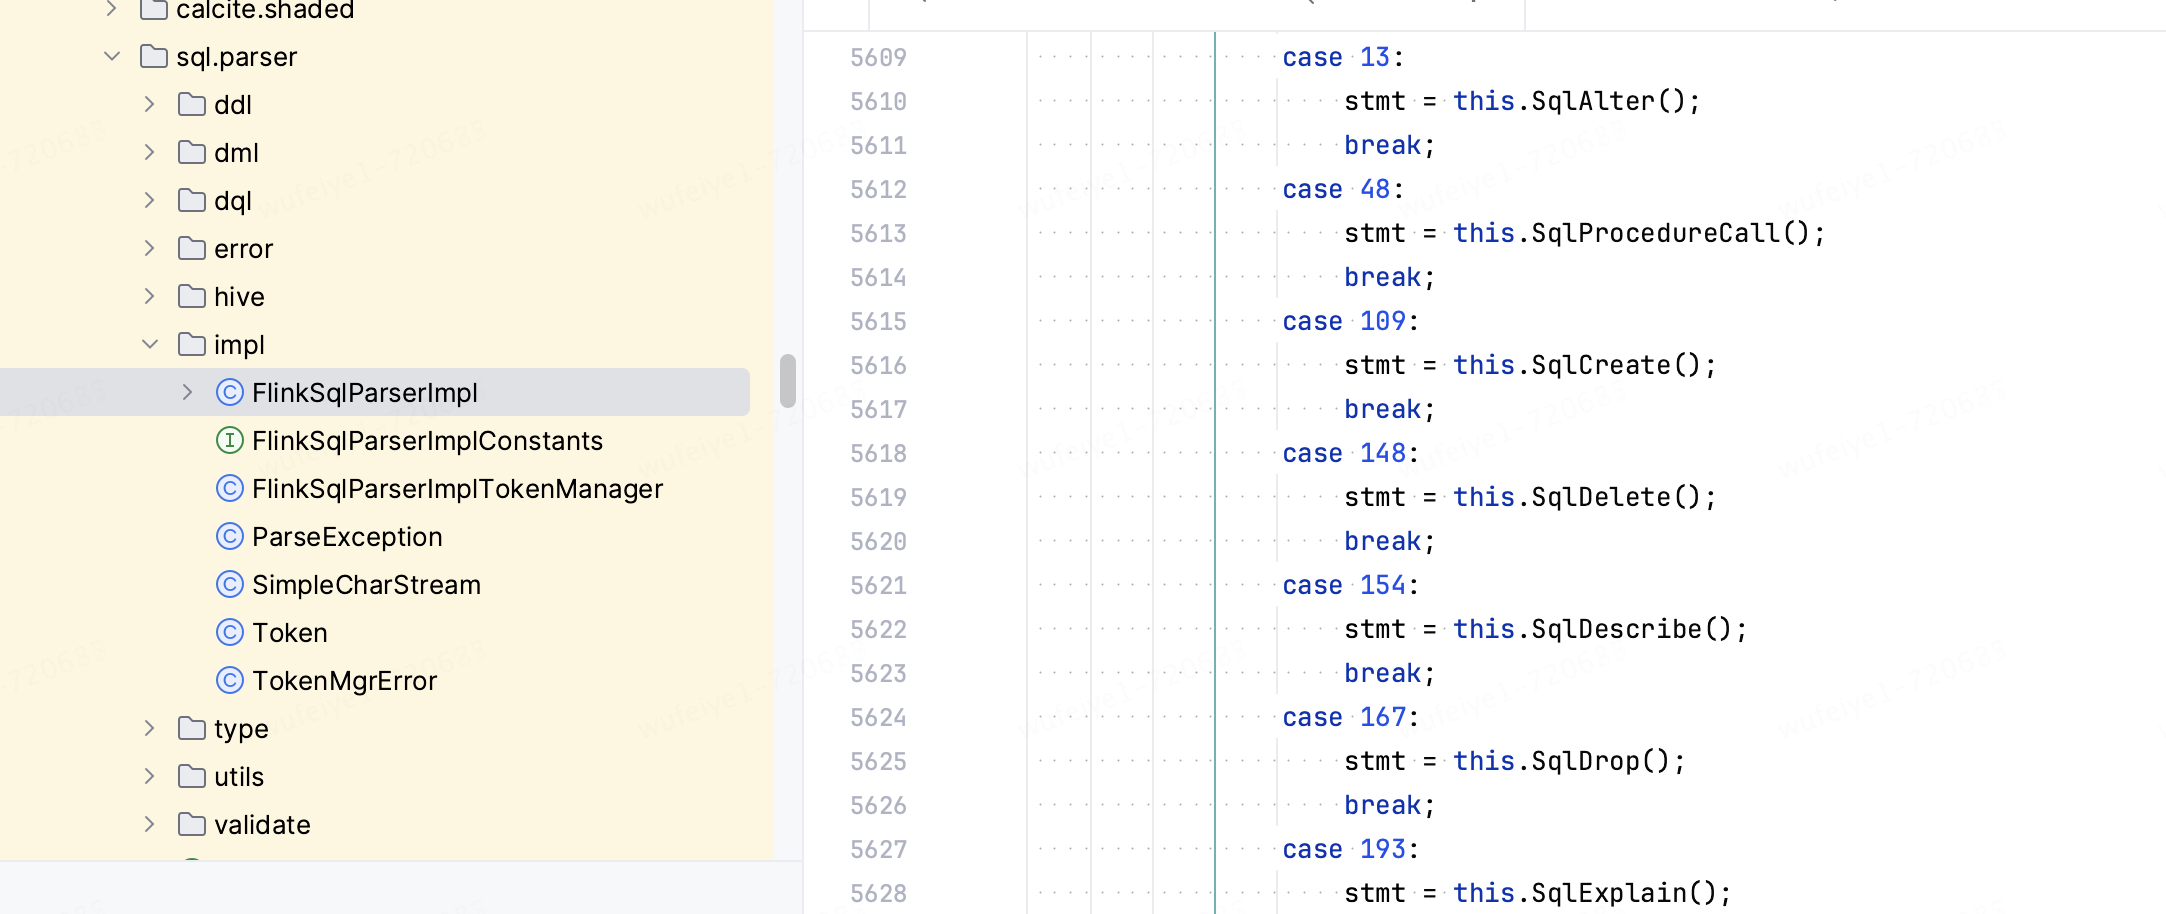 calcite.shaded
sql.parser
ddl
dml
dql
error
hive
impl
FlinkSqlParserImpl
FlinkSqlParserImplConstants
FlinkSqlParserImplTokenManager
ParseException
SimpleCharStream
Token
TokenMgrError
type
utils
validate
5609 case 13:
5610 stmt = this.SqlAlter();
5611 break;
5612 case 48:
5613 stmt = this.SqlProcedureCall();
5614 break;
5615 case 109:
5616 stmt = this.SqlCreate();
5617 break;
5618 case 148:
5619 stmt = this.SqlDelete();
5620 break;
5621 case 154:
5622 stmt = this.SqlDescribe();
5623 break;
5624 case 167:
5625 stmt = this.SqlDrop();
5626 break;
5627 case 193:
5628 stmt = this.SqlExplain();